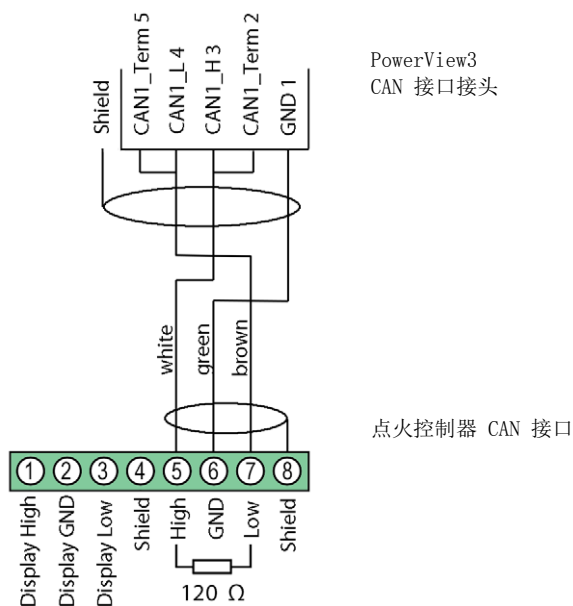 Shield
CAN1_Term 5
CAN1_L 4
CAN1_H 3
CAN1_Term 2
GND 1
PowerView3
CAN 接口接头
white
green
brown
点火控制器 CAN 接口
1
2
3
4
5
6
7
8
Display High
Display GND
Display Low
Shield
High
GND
Low
Shield
120 Ω